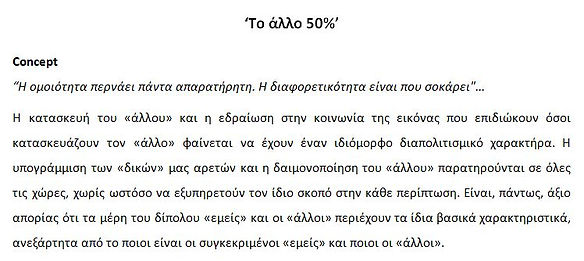 ‘Το άλλο 50%’
Concept
“Η ομοιότητα περνάει πάντα απαρατήρητη. Η διαφορετικότητα είναι που σοκάρει”...
Η κατασκευή του «άλλου» και η εδραίωση στην κοινωνία της εικόνας που επιδιώκουν όσοι
κατασκευάζουν τον «άλλο» φαίνεται να έχουν έναν ιδιόμορφο διαπολιτισμικό χαρακτήρα. Η
υπογράμμιση των «δικών» μας αρετών και η δαιμονοποίηση του «άλλου» παρατηρούνται σε όλες
τις χώρες, χωρίς ωστόσο να εξυπηρετούν τον ίδιο σκοπό στην κάθε περίπτωση. Είναι, πάντως, άξιο
απορίας ότι τα μέρη του δίπολου «εμείς» και οι «άλλοι» περιέχουν τα ίδια βασικά χαρακτηριστικά,
ανεξάρτητα από το ποιοι είναι οι συγκεκριμένοι «εμείς» και ποιοι οι «άλλοι».